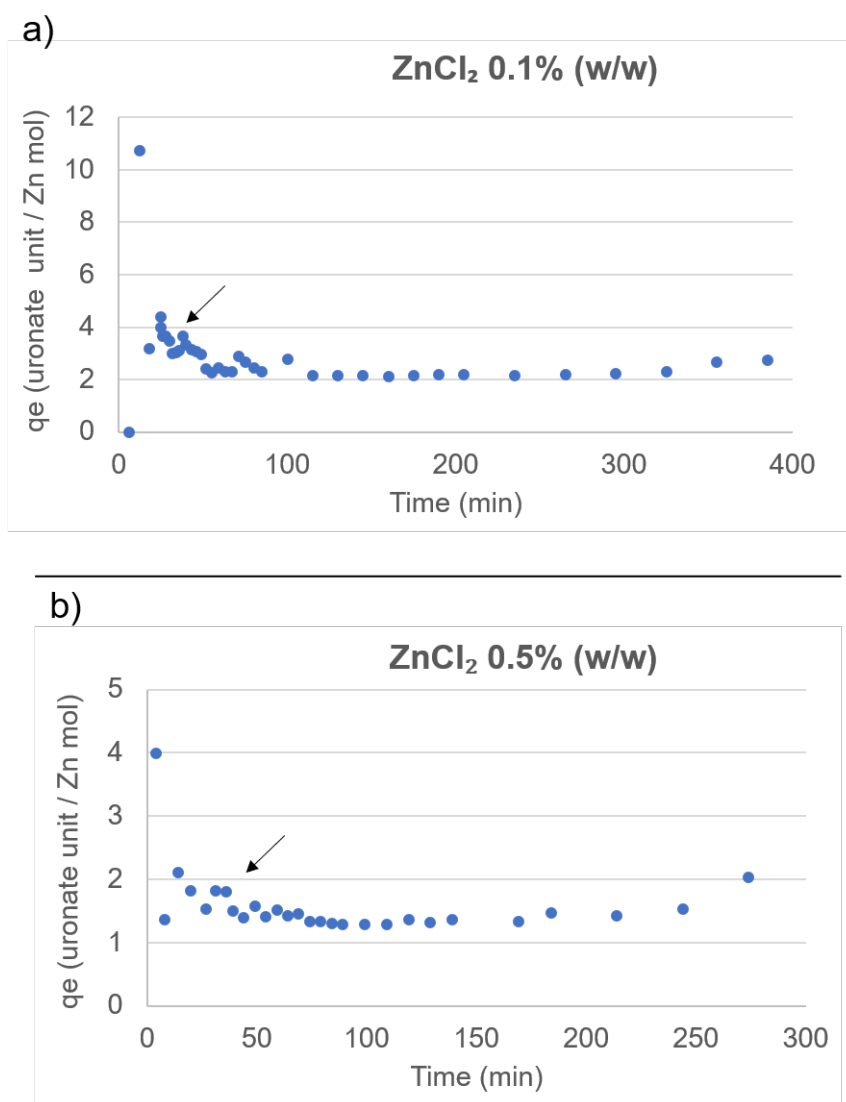 a)
ZnCl₂ 0.1% (w/w)
12
10
8
6
4
2
0
qe (uronate unit / Zn mol)
0 100 200 300 400
Time (min)
b)
ZnCl₂ 0.5% (w/w)
5
4
3
2
1
0
qe (uronate unit / Zn mol)
0 50 100 150 200 250 300
Time (min)